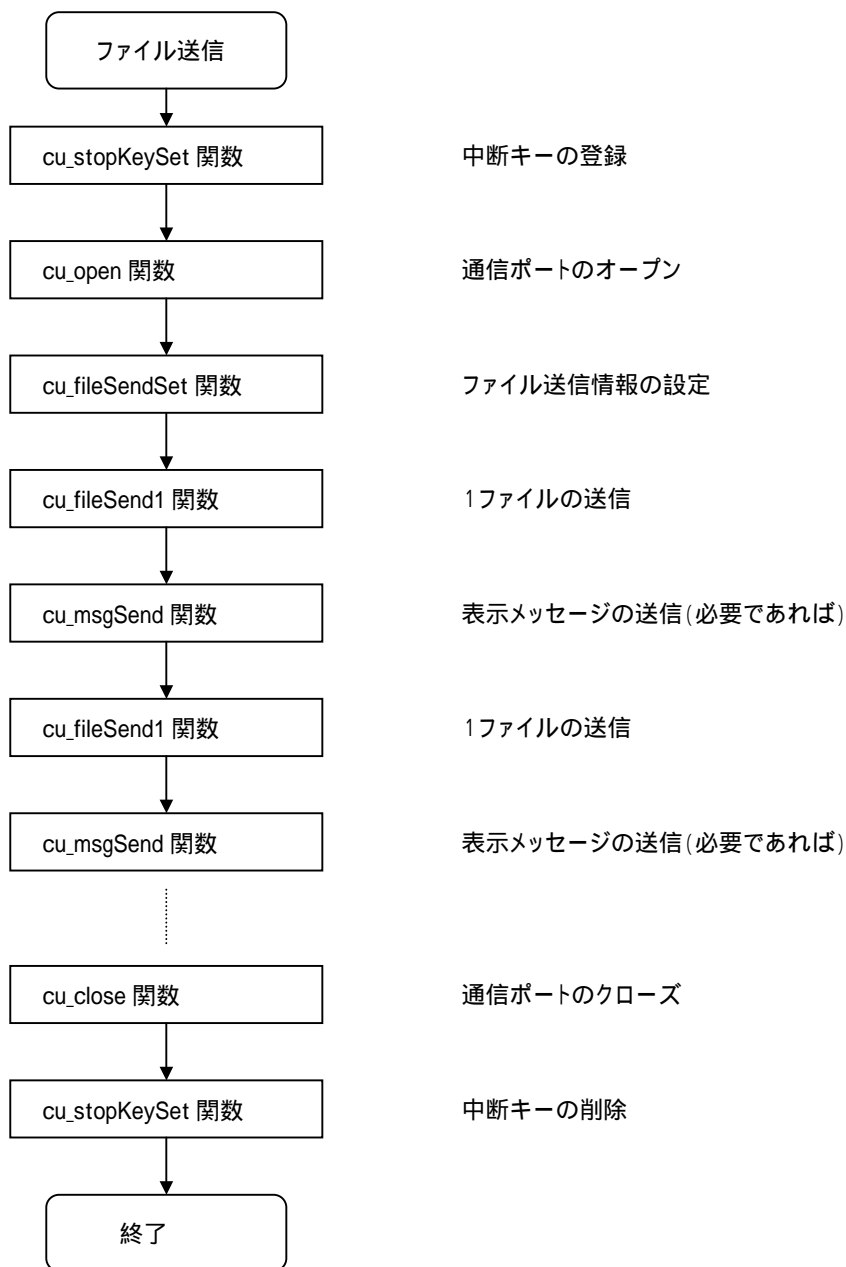 ファイル送信
cu_stopKeySet 関数 中断キーの登録
cu_open 関数 通信ポートのオープン
cu_fileSendSet 関数 ファイル送信情報の設定
cu_fileSend1 関数 1ファイルの送信
cu_msgSend 関数 表示メッセージの送信(必要であれば)
cu_fileSend1 関数 1ファイルの送信
cu_msgSend 関数 表示メッセージの送信(必要であれば)
cu_close 関数 通信ポートのクローズ
cu_stopKeySet 関数 中断キーの削除
終了